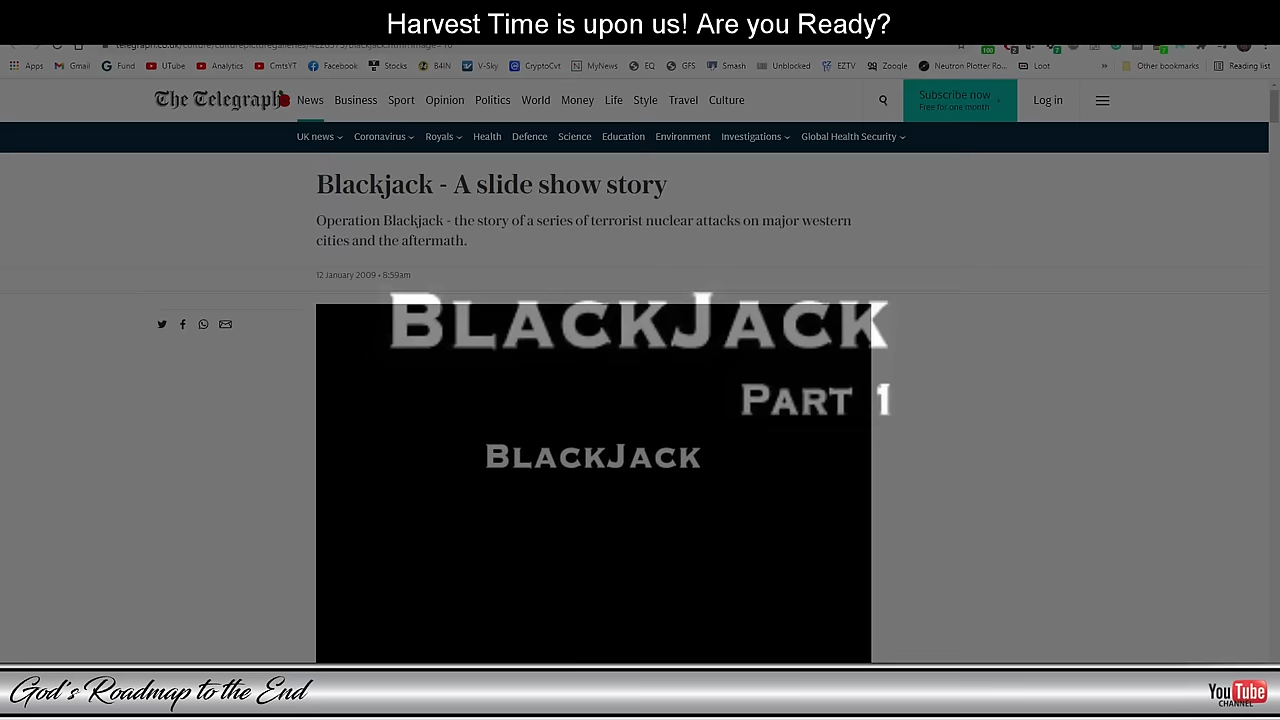 Harvest Time is upon us! Are you Ready?
Apps Gmail Fund UTube Analytics CmtsYT Facebook Stocks B4IN V-Sky CryptoCvt MyNews EQ GFS Smash Unblocked EZTV Zooqle Neutron Plotter Ro... Loot » Other bookmarks Reading list
The Telegraph News Business Sport Opinion Politics World Money Life Style Travel Culture Subscribe now Log in
Free for one month
UK news Coronavirus Royals Health Defence Science Education Environment Investigations Global Health Security
Blackjack - A slide show story
Operation Blackjack - the story of a series of terrorist nuclear attacks on major western
cities and the aftermath.
12 January 2009 • 8:59am
BLACKJACK
PART 1
BLACKJACK
God's Roadmap to the End
YouTube
CHANNEL